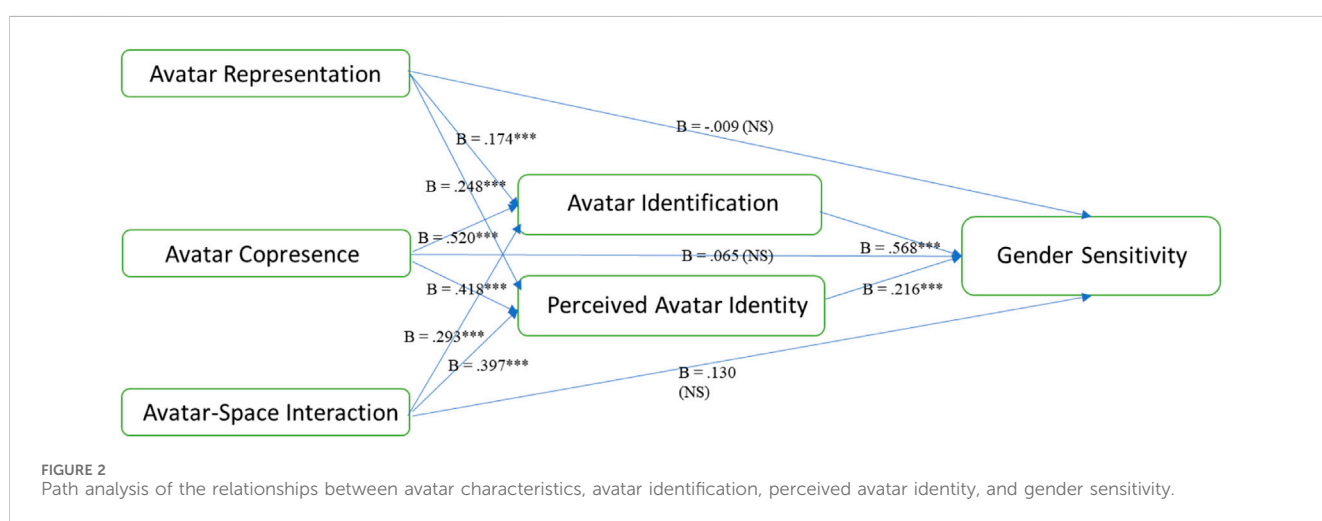 Avatar Representation
B = -.009 (NS)
B = .174***
B = .248***
Avatar Identification
B = .520***
Avatar Copresence
B = .065 (NS)
B = .568***
Gender Sensitivity
B = .418***
Perceived Avatar Identity
B = .216***
B = .293***
B = .397***
B = .130
(NS)
Avatar-Space Interaction
FIGURE 2
Path analysis of the relationships between avatar characteristics, avatar identification, perceived avatar identity, and gender sensitivity.